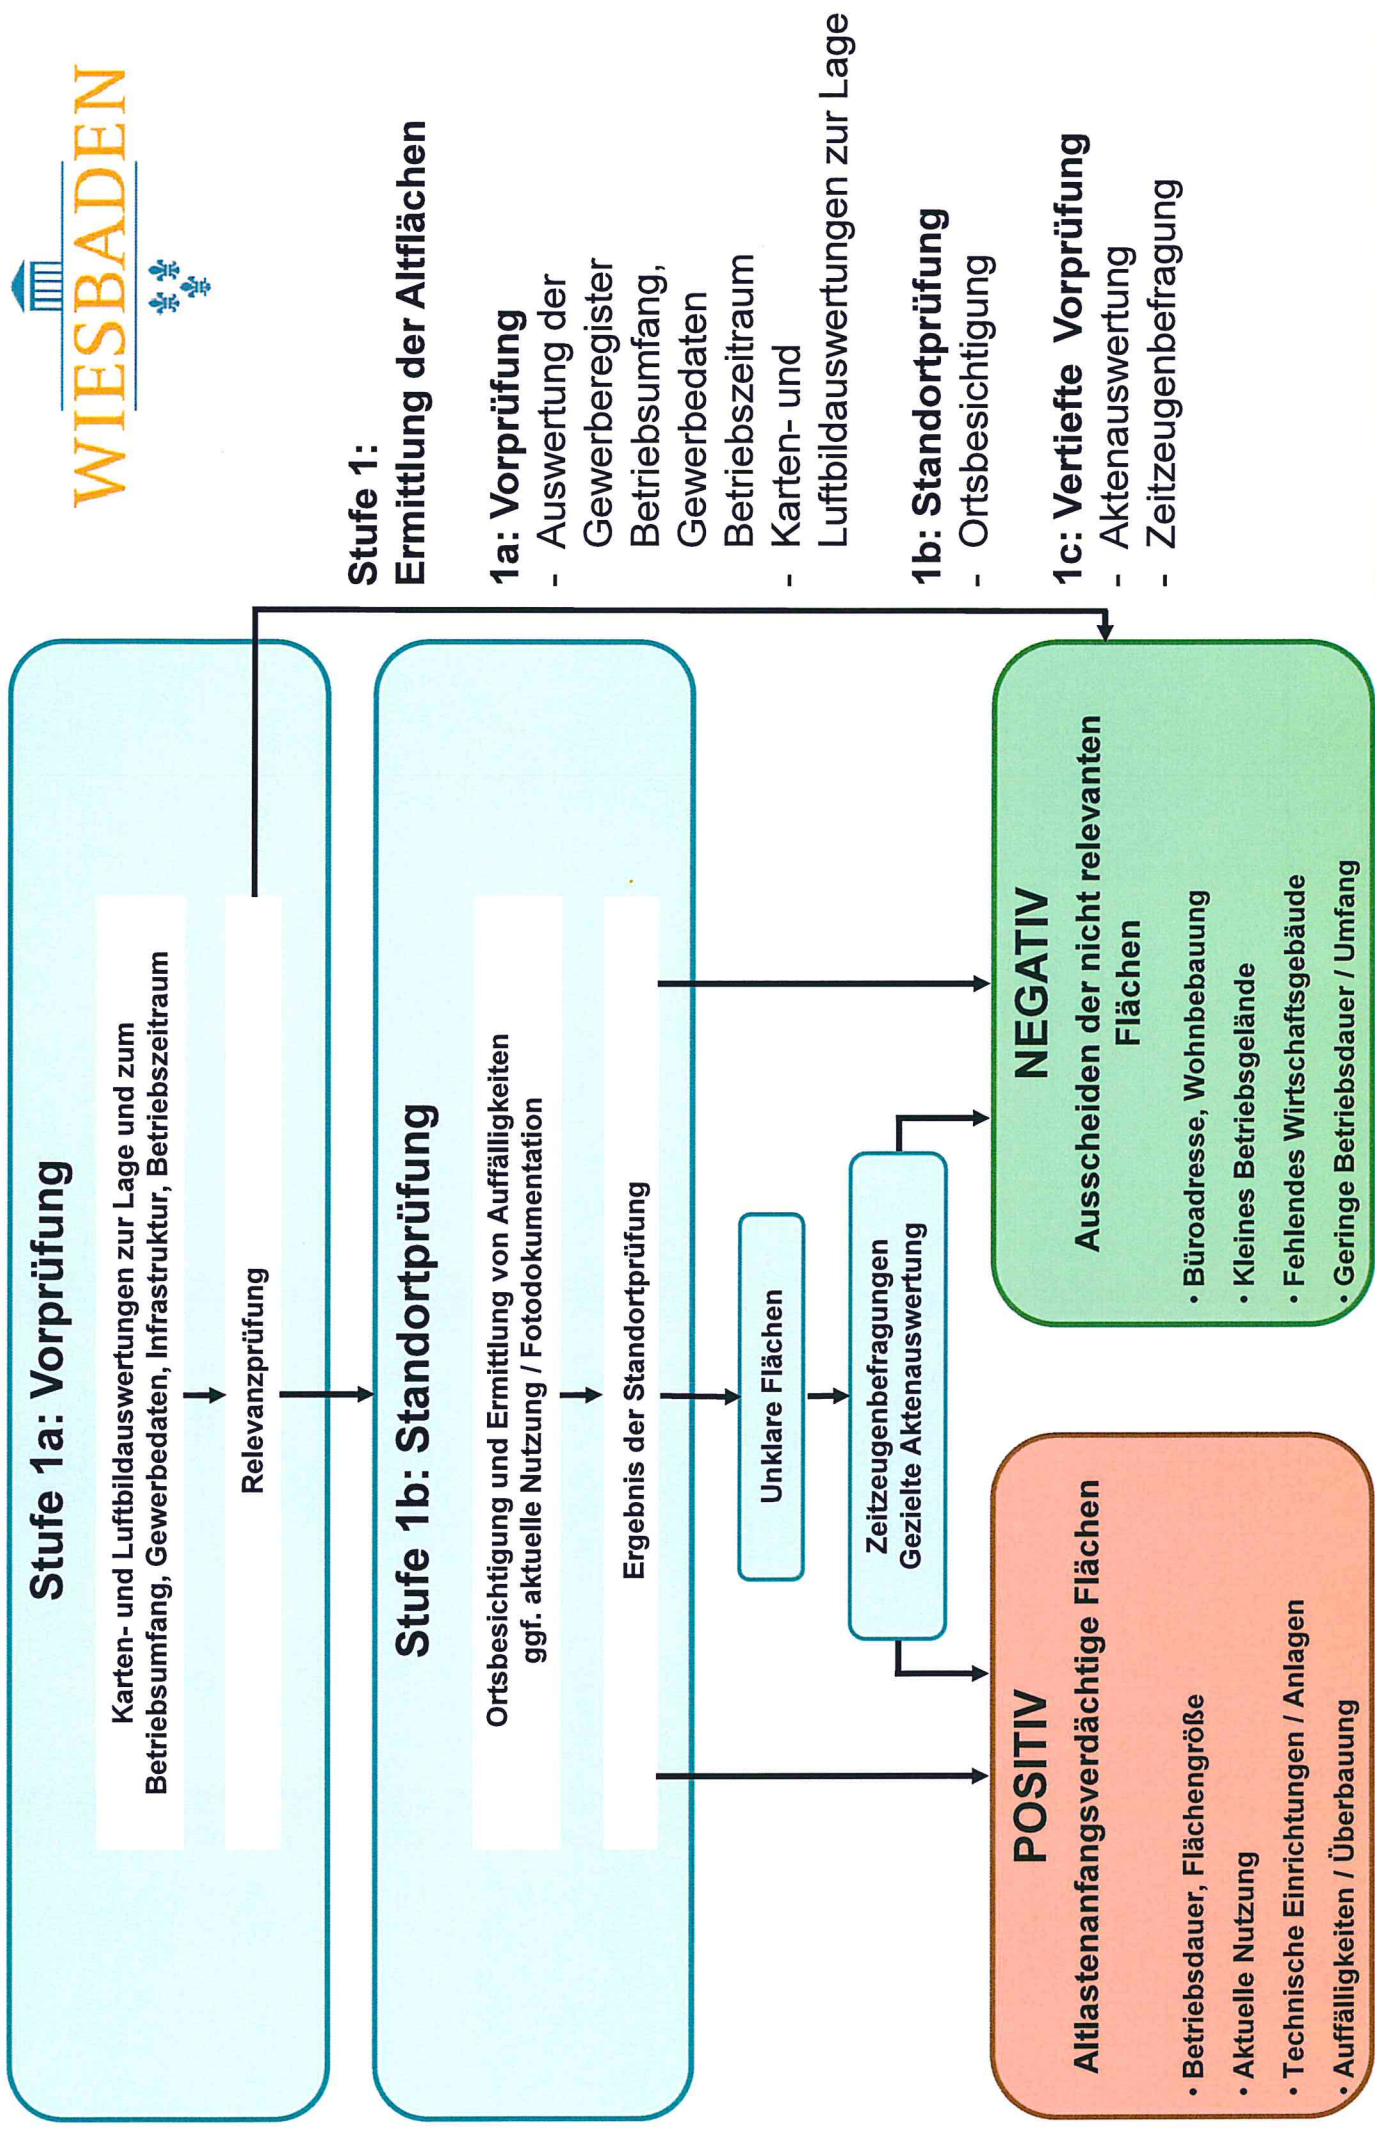 WIESBADEN
Stufe 1a: Vorprüfung
Karten- und Luftbildauswertungen zur Lage und zum
Betriebsumfang, Gewerbedaten, Infrastruktur, Betriebszeitraum
Relevanzprüfung
Stufe 1b: Standortprüfung
Ortsbesichtigung und Ermittlung von Auffälligkeiten
ggf. aktuelle Nutzung / Fotodokumentation
Ergebnis der Standortprüfung
Unklare Flächen
Zeitzeugenbefragungen
Gezielte Aktenauswertung
POSITIV
Altlastenanfangsverdächtige Flächen
• Betriebsdauer, Flächengröße
• Aktuelle Nutzung
• Technische Einrichtungen / Anlagen
• Auffälligkeiten / Überbauung
NEGATIV
Ausscheiden der nicht relevanten
Flächen
• Büroadresse, Wohnbebauung
• Kleines Betriebsgelände
• Fehlendes Wirtschaftsgebäude
• Geringe Betriebsdauer / Umfang
Stufe 1:
Ermittlung der Altflächen
1a: Vorprüfung
- Auswertung der
Gewerberegister
Betriebsumfang,
Gewerbedaten
Betriebszeitraum
- Karten- und
Luftbildauswertungen zur Lage
1b: Standortprüfung
- Ortsbesichtigung
1c: Vertiefte Vorprüfung
- Aktenauswertung
- Zeitzeugenbefragung